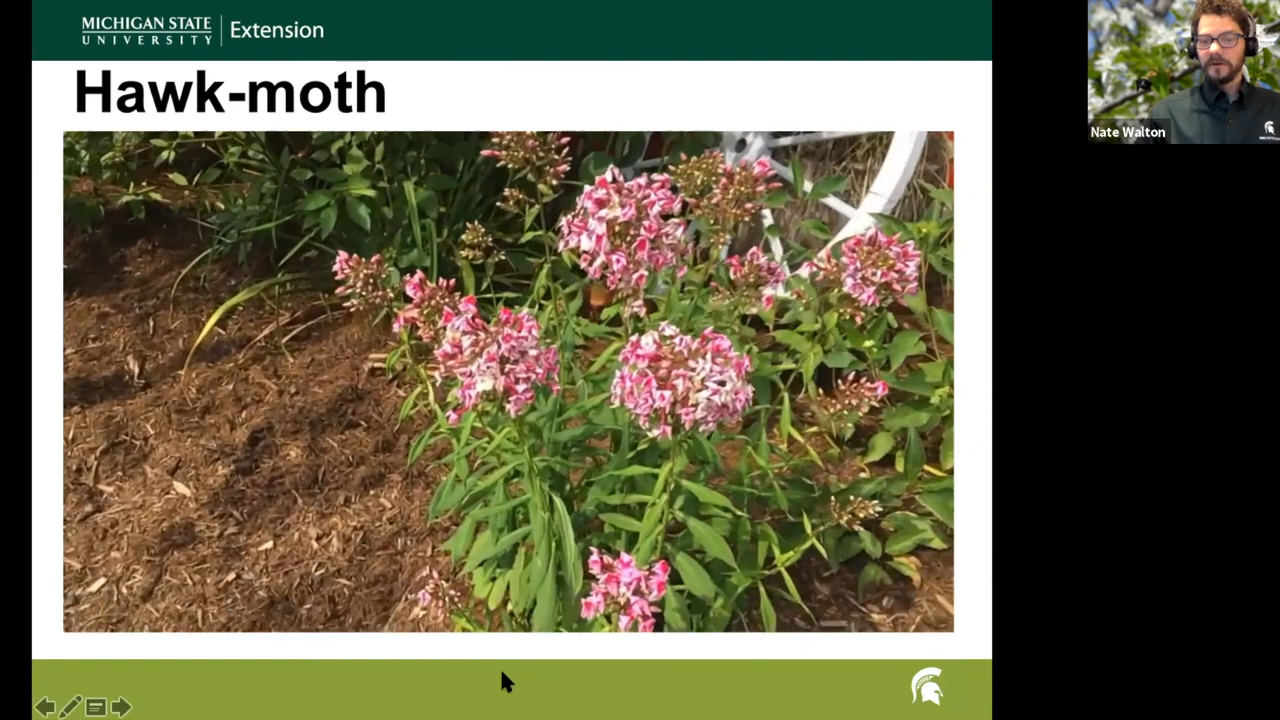 MICHIGAN STATE
UNIVERSITY
Extension
Hawk-moth
Nate Walton